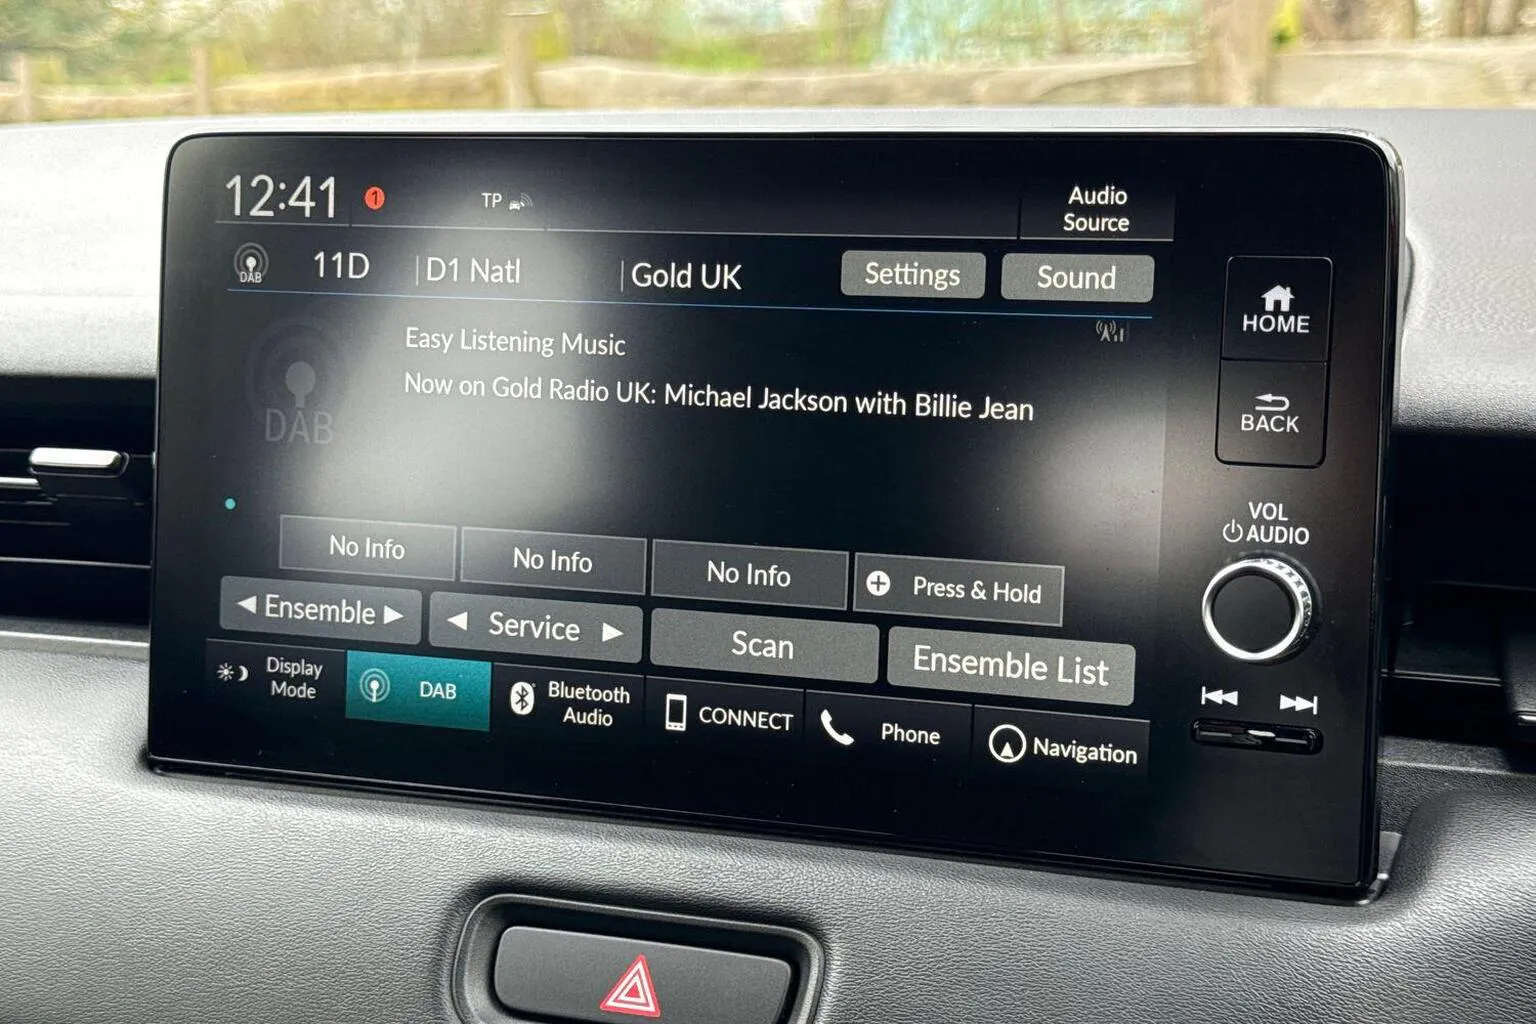 12:41
1
TP
Audio
Source
DAB
11D
D1 Natl
Gold UK
Settings
Sound
HOME
Easy Listening Music
Now on Gold Radio UK: Michael Jackson with Billie Jean
DAB
BACK
VOL
AUDIO
No Info
No Info
No Info
Press & Hold
Ensemble
Service
Scan
Ensemble List
Display
Mode
DAB
Bluetooth
Audio
CONNECT
Phone
Navigation